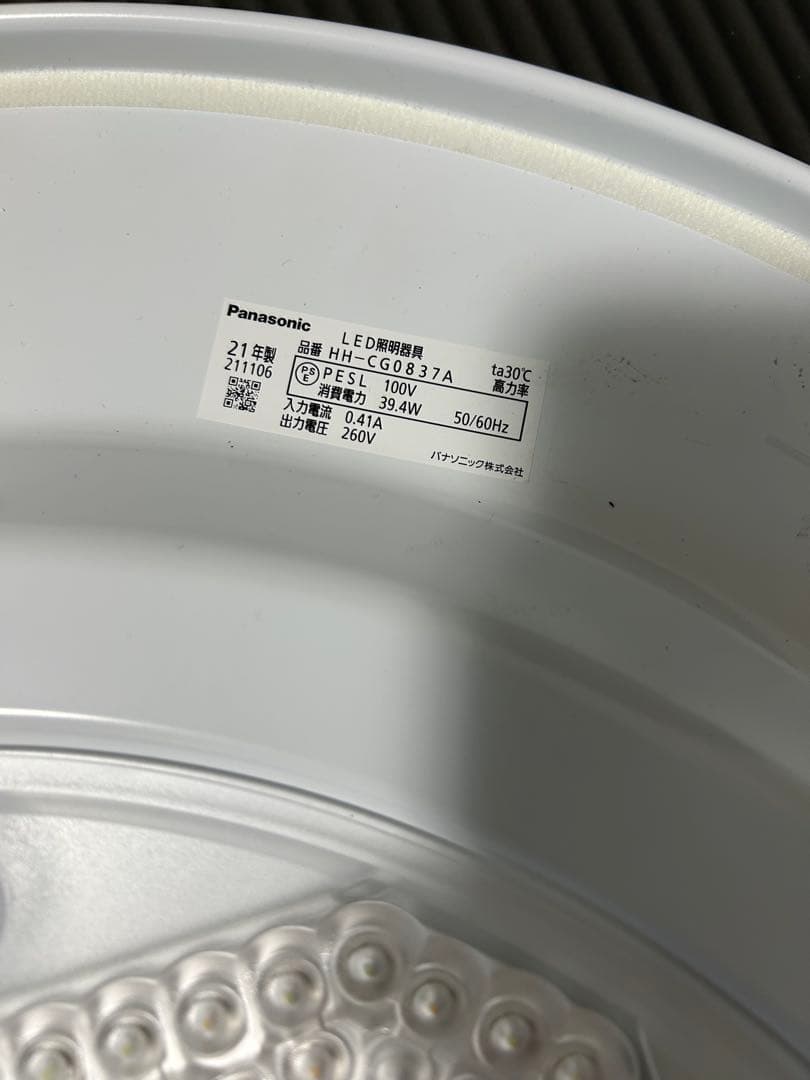 Panasonic
LED照明器具
21年製
品番 HH-CG0837A
ta30℃
211106
高力率
PSE
PESL 100V
消費電力 39.4W 50/60Hz
入力電流 0.41A
出力電圧 260V
パナソニック株式会社